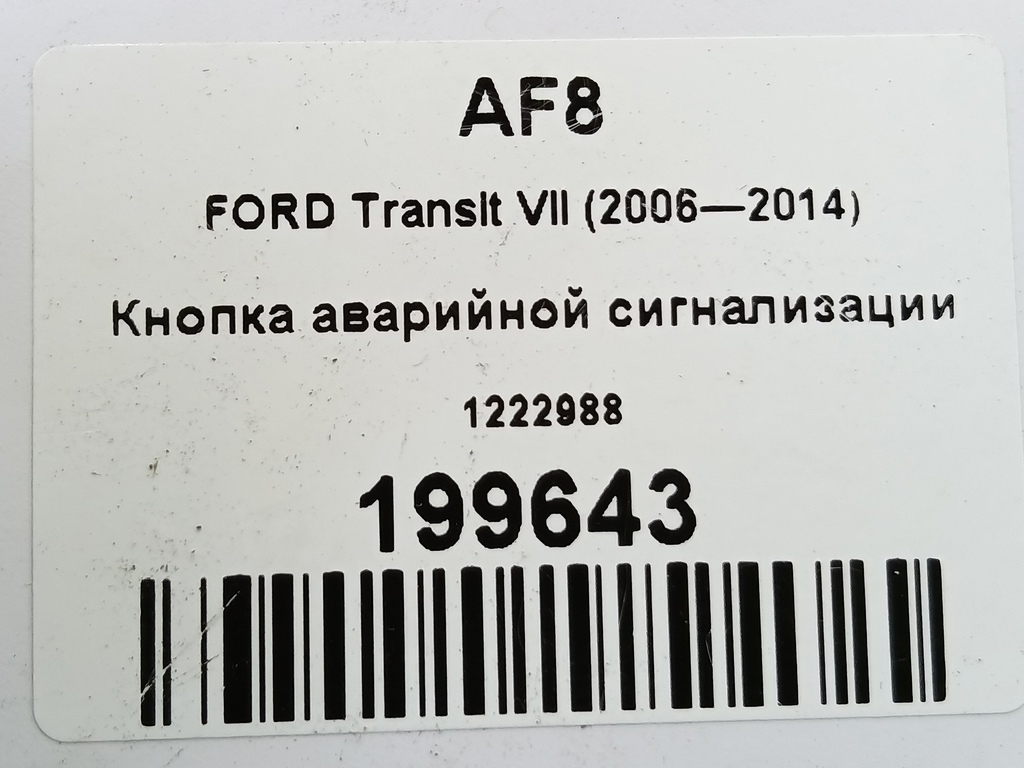 AF8
FORD Transit VII (2006—2014)
Кнопка аварийной сигнализации
1222988
199643